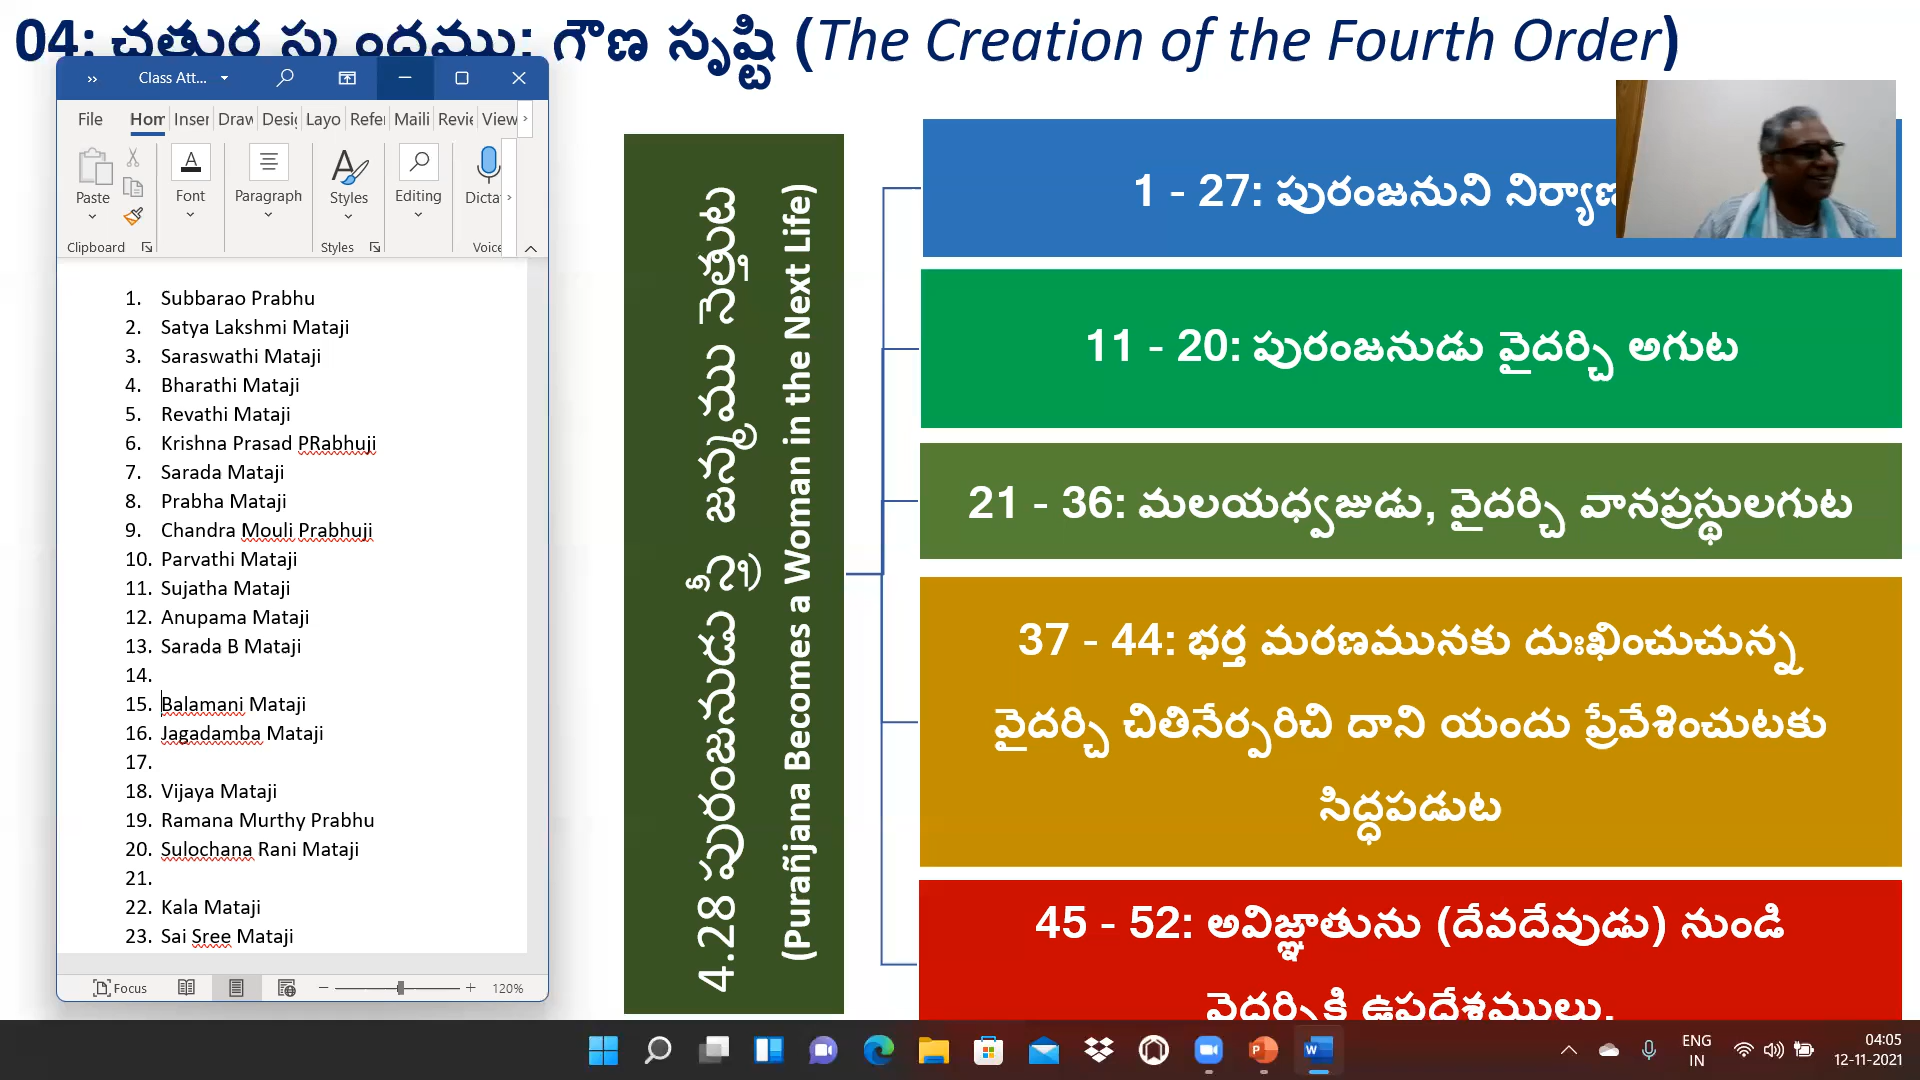 04: చతుర్థ స్కందము: గౌణ సృష్టి (The Creation of the Fourth Order)
Class Att...
File Hom Inser Draw Desig Layo Refer Maili Revie View
Paste Font Paragraph Styles Editing Dicta
Clipboard Styles Voice
1. Subbarao Prabhu
2. Satya Lakshmi Mataji
3. Saraswathi Mataji
4. Bharathi Mataji
5. Revathi Mataji
6. Krishna Prasad PRabhuji
7. Sarada Mataji
8. Prabha Mataji
9. Chandra Mouli Prabhuji
10. Parvathi Mataji
11. Sujatha Mataji
12. Anupama Mataji
13. Sarada B Mataji
14.
15. Balamani Mataji
16. Jagadamba Mataji
17.
18. Vijaya Mataji
19. Ramana Murthy Prabhu
20. Sulochana Rani Mataji
21.
22. Kala Mataji
23. Sai Sree Mataji
Focus 120%
4.28 పురంజనుడు స్త్రీ జన్మము నెత్తుట
(Purañjana Becomes a Woman in the Next Life)
1 - 27: పురంజనుని నిర్యాణ
11 - 20: పురంజనుడు వైదర్భి అగుట
21 - 36: మలయధ్వజుడు, వైదర్భి వానప్రస్థులగుట
37 - 44: భర్త మరణమునకు దుఃఖించుచున్న
వైదర్భి చితినేర్పరిచి దాని యందు ప్రేవేశించుటకు
సిద్ధపడుట
45 - 52: అవిజ్ఞాతును (దేవదేవుడు) నుండి
వైదర్భికి ఉపదేశములు.
ENG
IN
04:05
12-11-2021